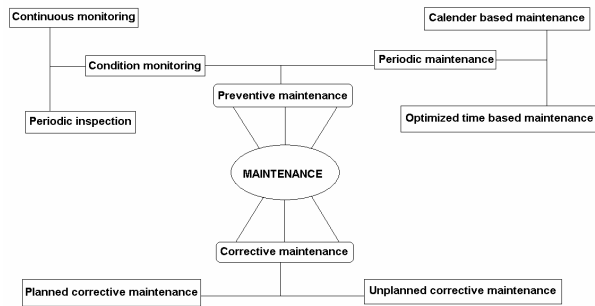 Continuous monitoring
Calender based maintenance
Condition monitoring
Periodic maintenance
Preventive maintenance
Periodic inspection
Optimized time based maintenance
MAINTENANCE
Corrective maintenance
Planned corrective maintenance
Unplanned corrective maintenance